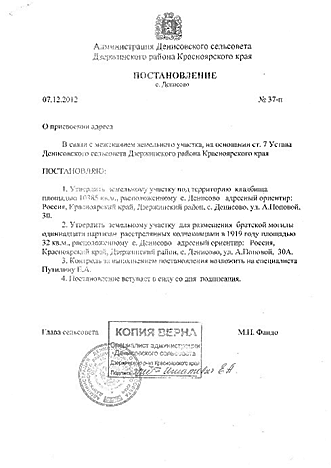 Администрация Денисовского сельсовета
Дзержинского района Красноярского края
ПОСТАНОВЛЕНИЕ
с. Денисово
07.12.2012 № 37-п
О присвоении адреса
В связи с межеванием земельного участка, на основании ст. 7 Устава
Денисовского сельсовета Дзержинского района Красноярского края
ПОСТАНОВЛЯЮ:
1. Утвердить земельному участку под территорию кладбища
площадью 10385 кв.м., расположенному с. Денисово адресный ориентир:
Россия, Красноярский край, Дзержинский район, с. Денисово, ул. А.Поповой,
30.
2. Утвердить земельному участку для размещения братской могилы
одиннадцати партизан расстрелянных колчаковцами в 1919 году площадью
32 кв.м., расположенному с. Денисово адресный ориентир: Россия,
Красноярский край, Дзержинский район, с. Денисово, ул. А.Поповой, 30А.
3. Контроль за выполнением постановления возложить на специалиста
Е.А.
4. Постановление вступает в силу со дня подписания.
Глава сельсовета М.П. Фандо
КОПИЯ ВЕРНА
Специалист администрации
Денисовского сельсовета
Дзержинского р-на Красноярского края
Подпись